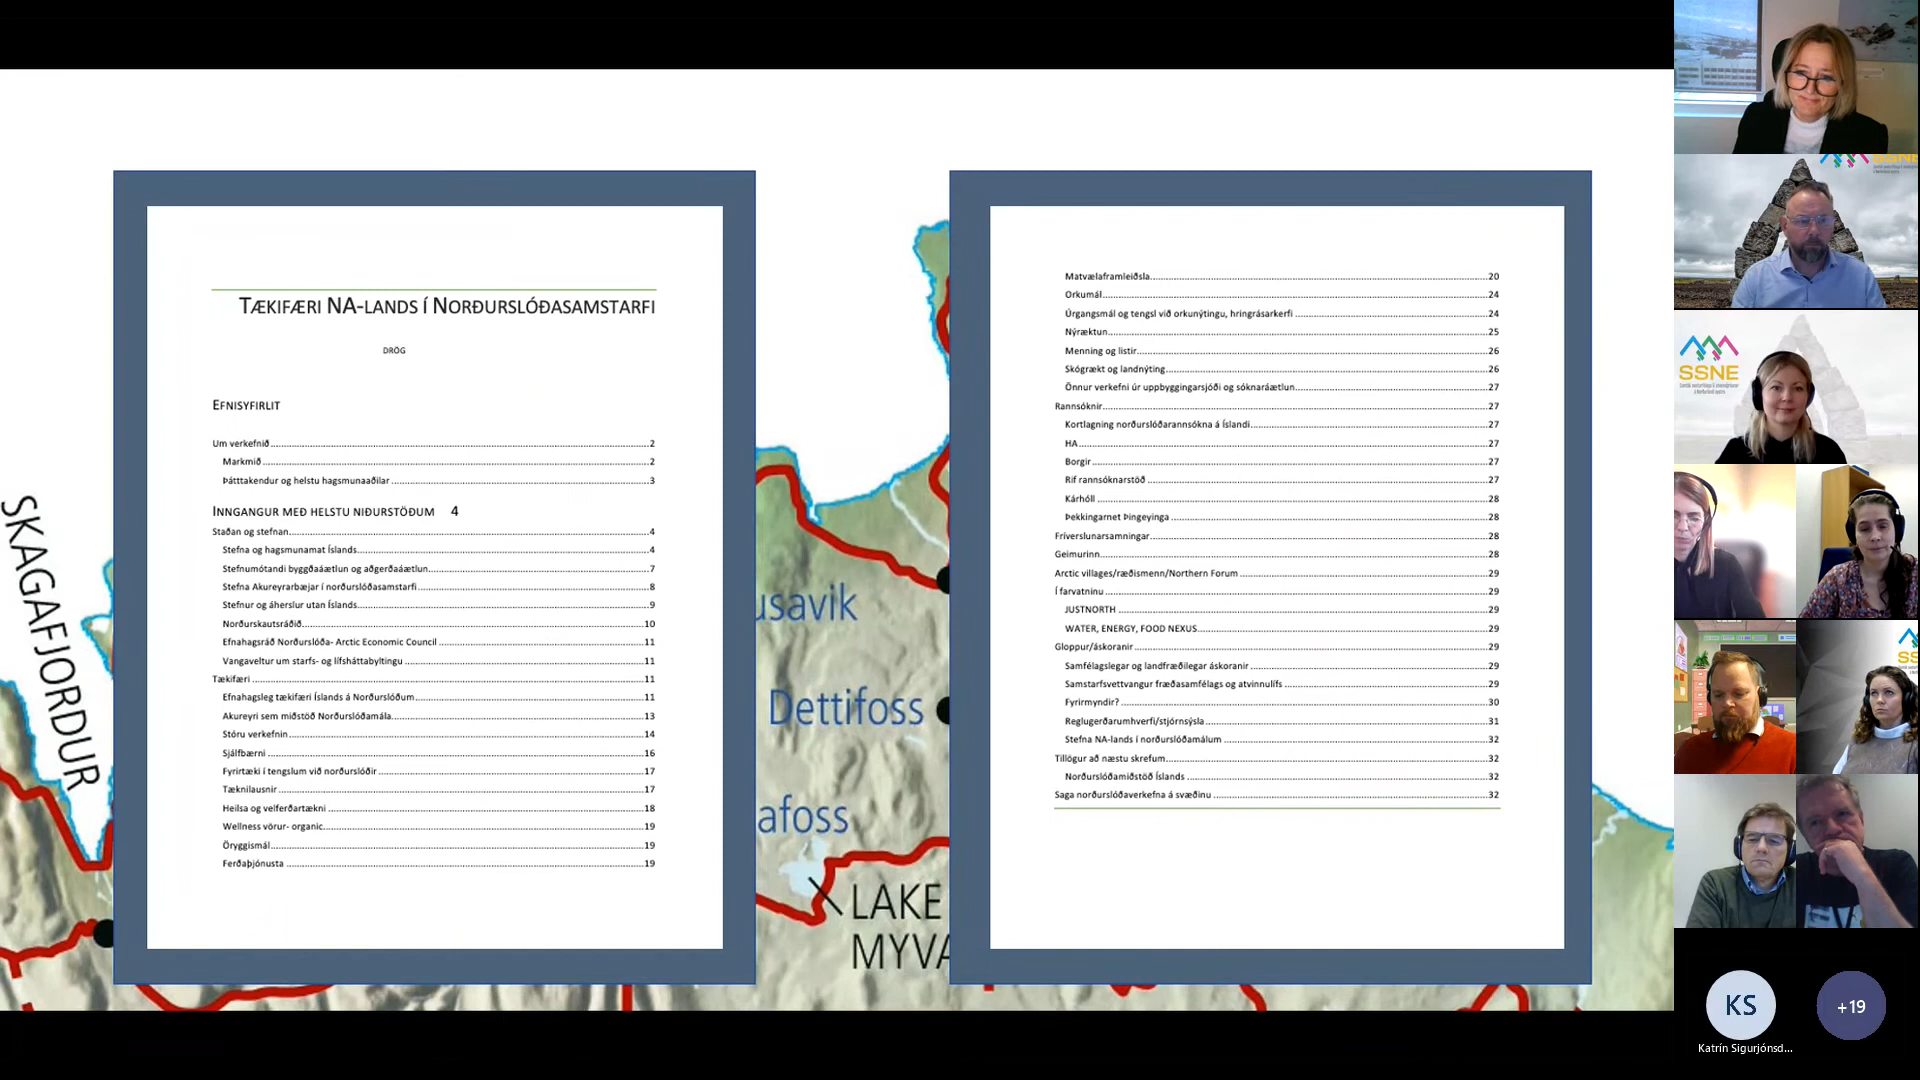 TÆKIFÆRI NA-LANDS Í NORÐURSLÓÐASAMSTARFI
DRÖG
EFNISYFIRLIT
Um verkefnið 2
Markmið 2
Þátttakendur og helstu hagsmunaaðilar 3
INNGANGUR MEÐ HELSTU NIÐURSTÖÐUM 4
Staðan og stefnan 4
Stefna og hagsmunamat Íslands 4
Stefnumótandi byggðaáætlun og aðgerðaáætlun 7
Stefna Akureyrarbæjar í norðurslóðasamstarfi 8
Stefnur og áherslur utan Íslands 9
Norðurskautsráðið 10
Efnahagsráð Norðurslóða- Arctic Economic Council 11
Vangaveltur um starfs- og lífsháttabyltingu 11
Tækifæri 11
Efnahagsleg tækifæri Íslands á Norðurslóðum 11
Akureyri sem miðstöð Norðurslóðamála 13
Stóru verkefnin 14
Sjálfbærni 16
Fyrirtæki í tengslum við norðurslóðir 17
Tæknilausnir 17
Heilsa og velferðartækni 18
Wellness vörur- organic 19
Öryggismál 19
Ferðaþjónusta 19
Matvælaframleiðsla 20
Orkumál 24
Úrgangsmál og tengsl við orkunýtingu, hringrásarkerfi 24
Nýræktun 25
Menning og listir 26
Skógrækt og landnýting 26
Önnur verkefni úr uppbyggingarsjóði og sóknaráætlun 27
Rannsóknir 27
Kortlagning norðurslóðarannsókna á Íslandi 27
HA 27
Borgir 27
Rif rannsóknarstöð 27
Kárhóll 28
Þekkingarnet Þingeyinga 28
Fríverslunarsamningar 28
Geimurinn 28
Arctic villages/ræðismenn/Northern Forum 29
Í farvatninu 29
JUSTNORTH 29
WATER, ENERGY, FOOD NEXUS 29
Gloppur/áskoranir 29
Samfélagslegar og landfræðilegar áskoranir 29
Samstarfsvettvangur fræðasamfélags og atvinnulífs 29
Fyrirmyndir? 30
Reglugerðarumhverfi/stjórnsýsla 31
Stefna NA-lands í norðurslóðamálum 32
Tillögur að næstu skrefum 32
Norðurslóðamiðstöð Íslands 32
Saga norðurslóðaverkefna á svæðinu 32
SKAGAFJORDUR
usavik
Dettifoss
afoss
LAKE
MYVA
SSNE
KS
+19
Katrín Sigurjónsd...